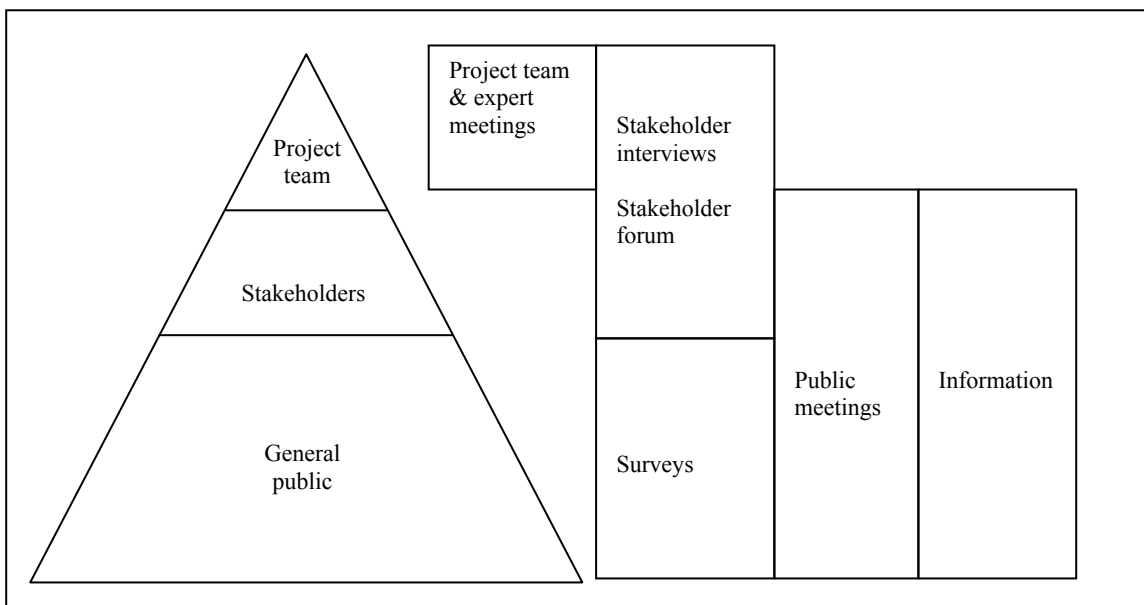 Project
team
Stakeholders
General
public
Project team
& expert
meetings
Stakeholder
interviews
Stakeholder
forum
Surveys
Public
meetings
Information